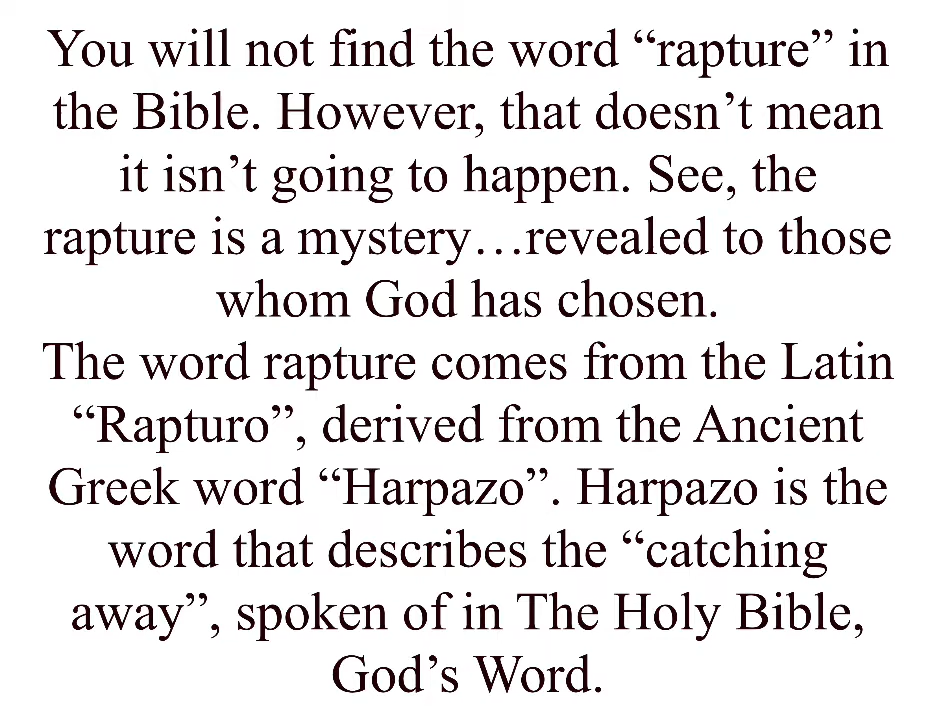 You will not find the word “rapture” in
the Bible. However, that doesn’t mean
it isn’t going to happen. See, the
rapture is a mystery…revealed to those
whom God has chosen.
The word rapture comes from the Latin
“Rapturo”, derived from the Ancient
Greek word “Harpazo”. Harpazo is the
word that describes the “catching
away”, spoken of in The Holy Bible,
God’s Word.